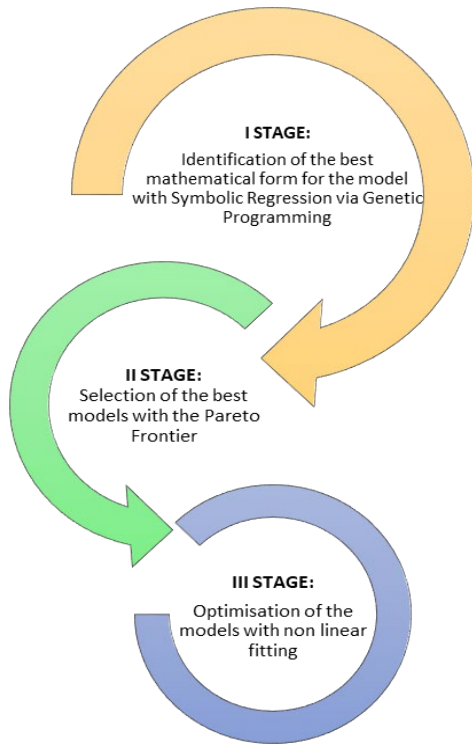 I STAGE:
Identification of the best
mathematical form for the model
with Symbolic Regression via Genetic
Programming
II STAGE:
Selection of the best
models with the Pareto
Frontier
III STAGE:
Optimisation of the
models with non linear
fitting